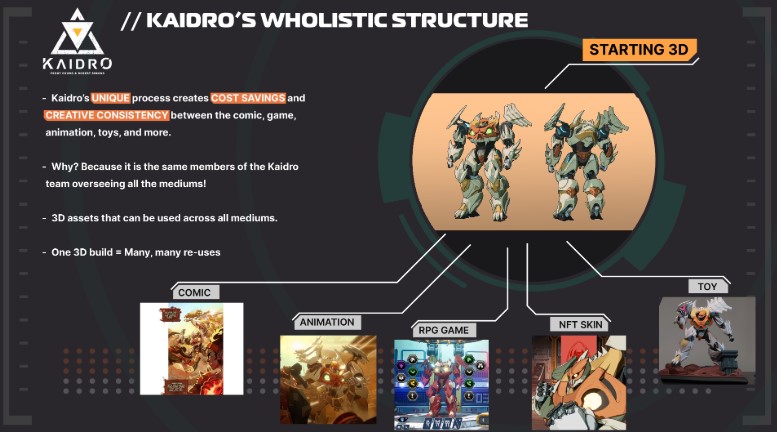 // KAIDRO'S WHOLISTIC STRUCTURE
KAIDRO
STARTING 3D
- Kaidro's UNIQUE process creates COST SAVINGS and
CREATIVE CONSISTENCY between the comic, game,
animation, toys, and more.
- Why? Because it is the same members of the Kaidro
team overseeing all the mediums!
- 3D assets that can be used across all mediums.
- One 3D build = Many, many re-uses
COMIC
ANIMATION
RPG GAME
NFT SKIN
TOY